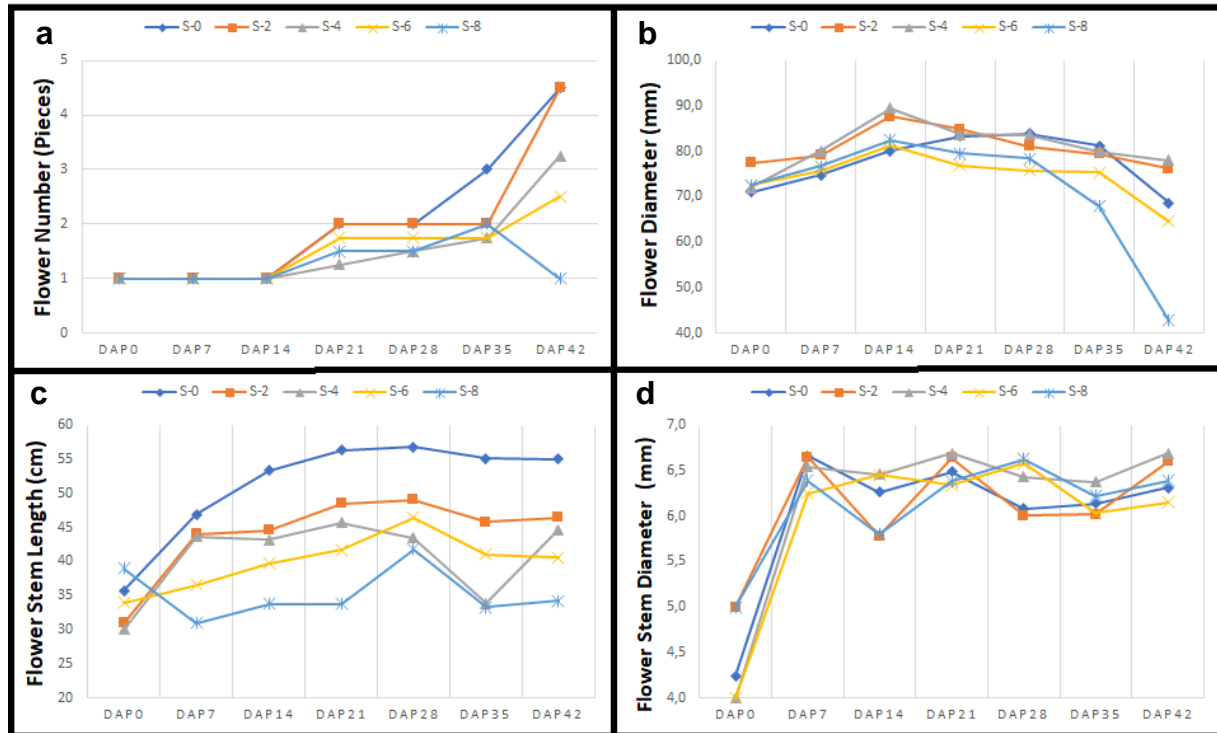 a
S-0 S-2 S-4 S-6 S-8
Flower Number (Pieces)
5
4
3
2
1
0
DAP0 DAP7 DAP14 DAP21 DAP28 DAP35 DAP42
b
S-0 S-2 S-4 S-6 S-8
Flower Diameter (mm)
100,0
90,0
80,0
70,0
60,0
50,0
40,0
DAP0 DAP7 DAP14 DAP21 DAP28 DAP35 DAP42
c
S-0 S-2 S-4 S-6 S-8
Flower Stem Length (cm)
60
55
50
45
40
35
30
25
20
DAP0 DAP7 DAP14 DAP21 DAP28 DAP35 DAP42
d
S-0 S-2 S-4 S-6 S-8
Flower Stem Diameter (mm)
7,0
6,5
6,0
5,5
5,0
4,5
4,0
DAP0 DAP7 DAP14 DAP21 DAP28 DAP35 DAP42